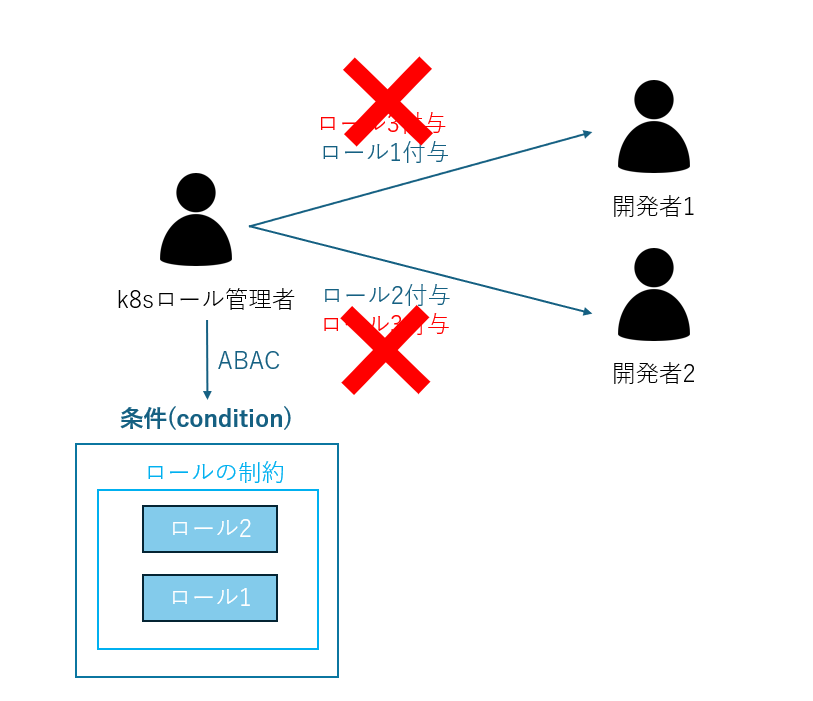 ロール3付与
ロール1付与
開発者1
k8sロール管理者
ロール2付与
ロール3付与
開発者2
ABAC
条件(condition)
ロールの制約
ロール2
ロール1